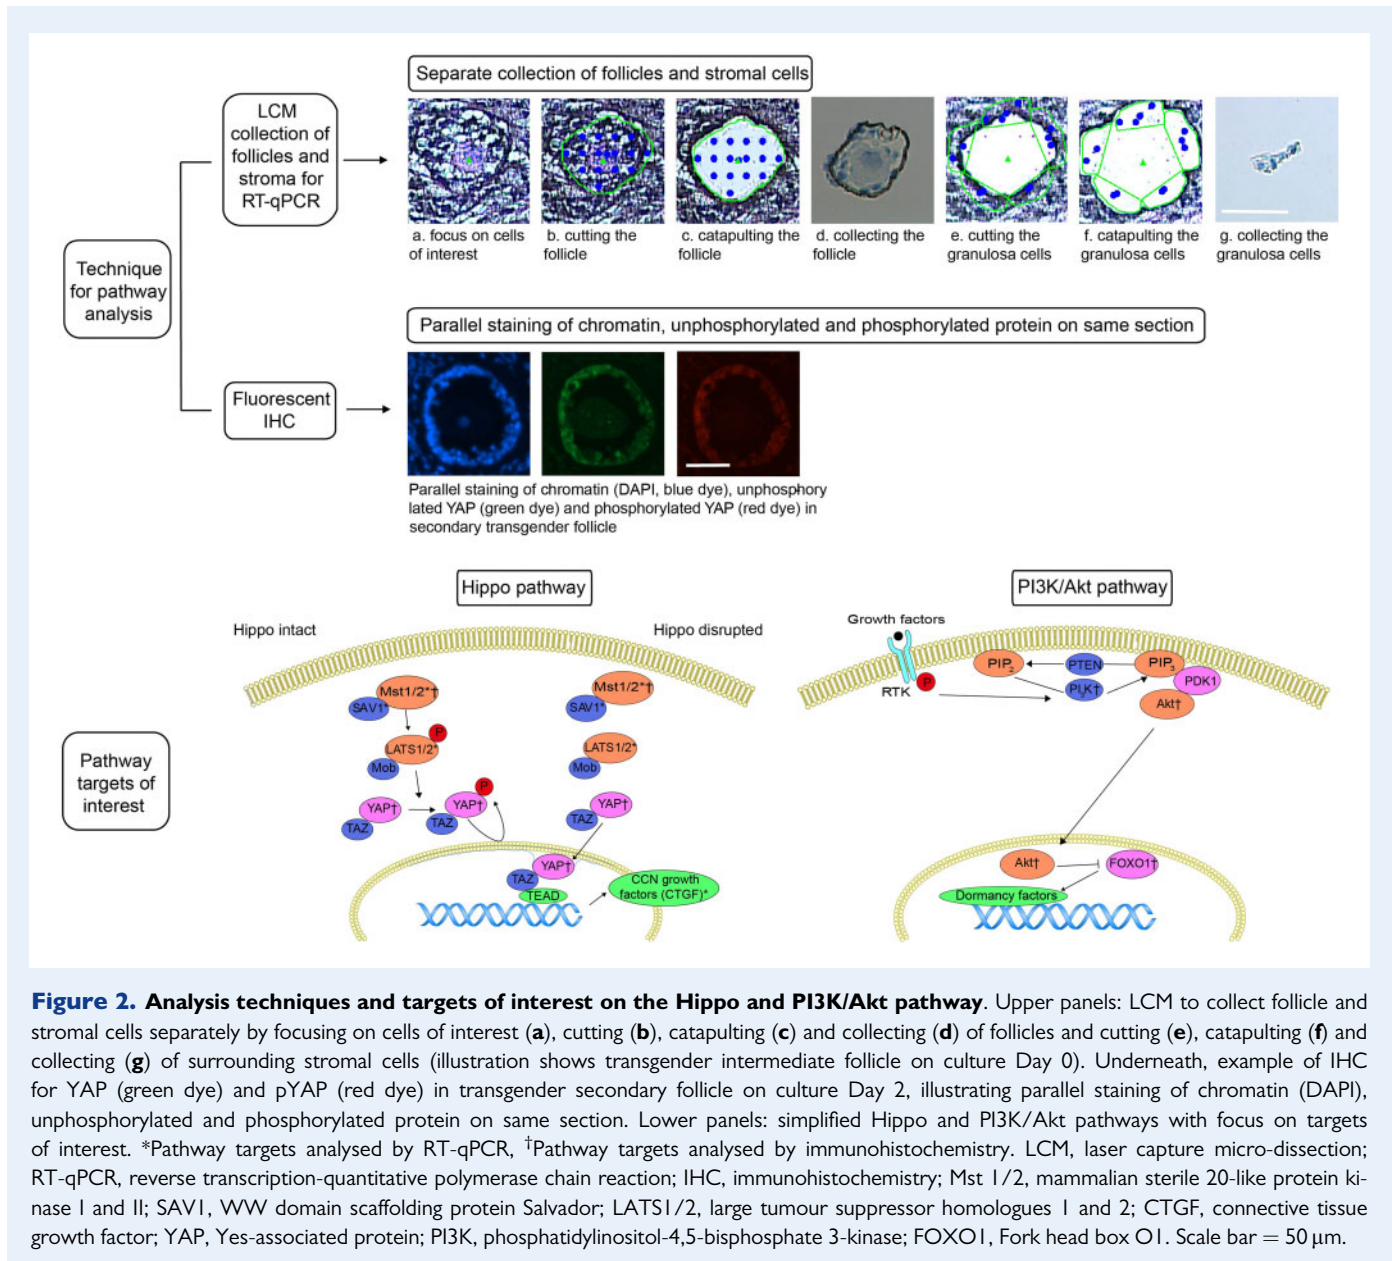 Separate collection of follicles and stromal cells
LCM
collection of
follicles and
stroma for
RT-qPCR
a. focus on cells
of interest
b. cutting the
follicle
c. catapulting the
follicle
d. collecting the
follicle
e. cutting the
granulosa cells
f. catapulting the
granulosa cells
g. collecting the
granulosa cells
Technique
for pathway
analysis
Parallel staining of chromatin, unphosphorylated and phosphorylated protein on same section
Fluorescent
IHC
Parallel staining of chromatin (DAPI, blue dye), unphosphory
lated YAP (green dye) and phosphorylated YAP (red dye) in
secondary transgender follicle
Hippo pathway
Hippo intact
Hippo disrupted
Mst1/2*†
SAV1*
P
LATS1/2*
Mob
YAP†
TAZ
P
YAP†
TAZ
Mst1/2*†
SAV1*
LATS1/2*
Mob
YAP†
TAZ
YAP†
TAZ
TEAD
CCN growth
factors (CTGF)*
PI3K/Akt pathway
Growth factors
RTK
P
PIP2
PTEN
PI3K†
PIP3
PDK1
Akt†
Akt†
FOXO1†
Dormancy factors
Pathway
targets of
interest
Figure 2. Analysis techniques and targets of interest on the Hippo and PI3K/Akt pathway. Upper panels: LCM to collect follicle and
stromal cells separately by focusing on cells of interest (a), cutting (b), catapulting (c) and collecting (d) of follicles and cutting (e), catapulting (f) and
collecting (g) of surrounding stromal cells (illustration shows transgender intermediate follicle on culture Day 0). Underneath, example of IHC
for YAP (green dye) and pYAP (red dye) in transgender secondary follicle on culture Day 2, illustrating parallel staining of chromatin (DAPI),
unphosphorylated and phosphorylated protein on same section. Lower panels: simplified Hippo and PI3K/Akt pathways with focus on targets
of interest. *Pathway targets analysed by RT-qPCR, †Pathway targets analysed by immunohistochemistry. LCM, laser capture micro-dissection;
RT-qPCR, reverse transcription-quantitative polymerase chain reaction; IHC, immunohistochemistry; Mst 1/2, mammalian sterile 20-like protein ki-
nase I and II; SAV1, WW domain scaffolding protein Salvador; LATS1/2, large tumour suppressor homologues 1 and 2; CTGF, connective tissue
growth factor; YAP, Yes-associated protein; PI3K, phosphatidylinositol-4,5-bisphosphate 3-kinase; FOXO1, Fork head box O1. Scale bar = 50 μm.